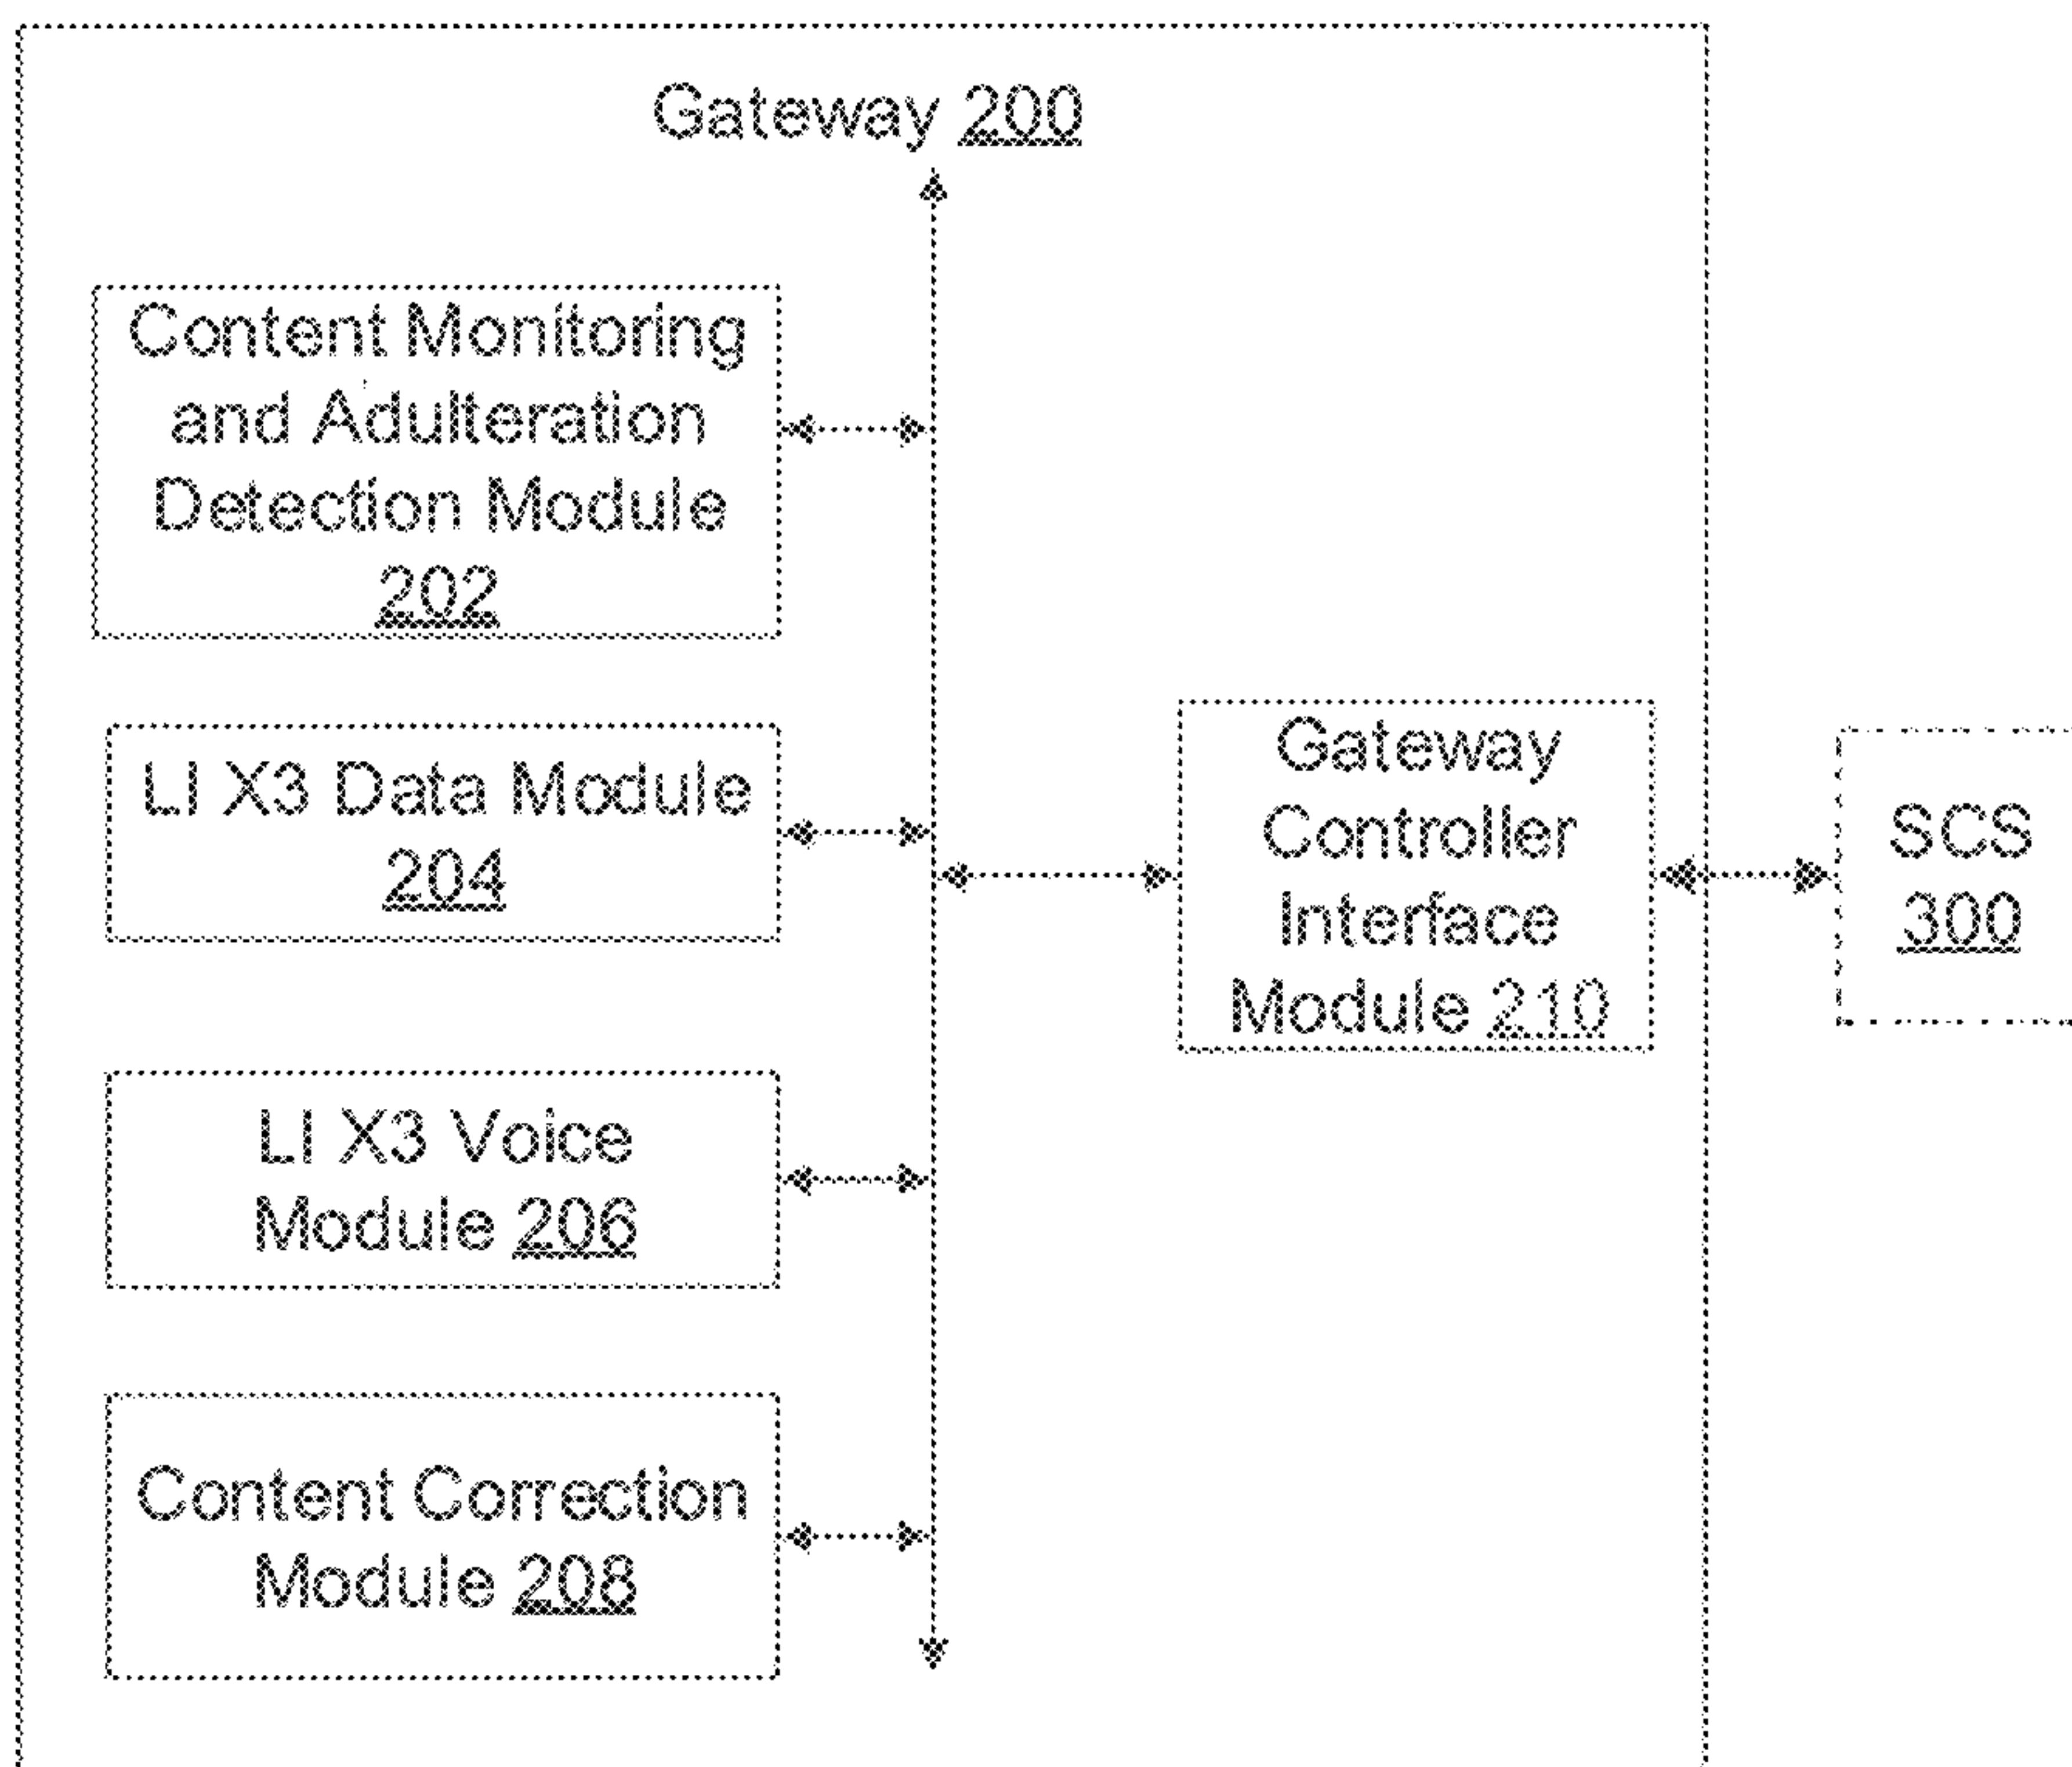 Gateway 200
Content Monitoring
and Adulteration
Detection Module
202
LI X3 Data Module
204
LI X3 Voice
Module 206
Content Correction
Module 208
Gateway
Controller
Interface
Module 210
SCS
300